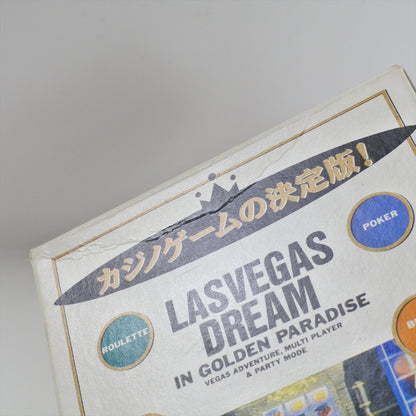 カジノゲームの決定版!
LASVEGAS
DREAM
IN GOLDEN PARADISE
VEGAS ADVENTURE, MULTI PLAYER
& PARTY MODE
POKER
ROULETTE